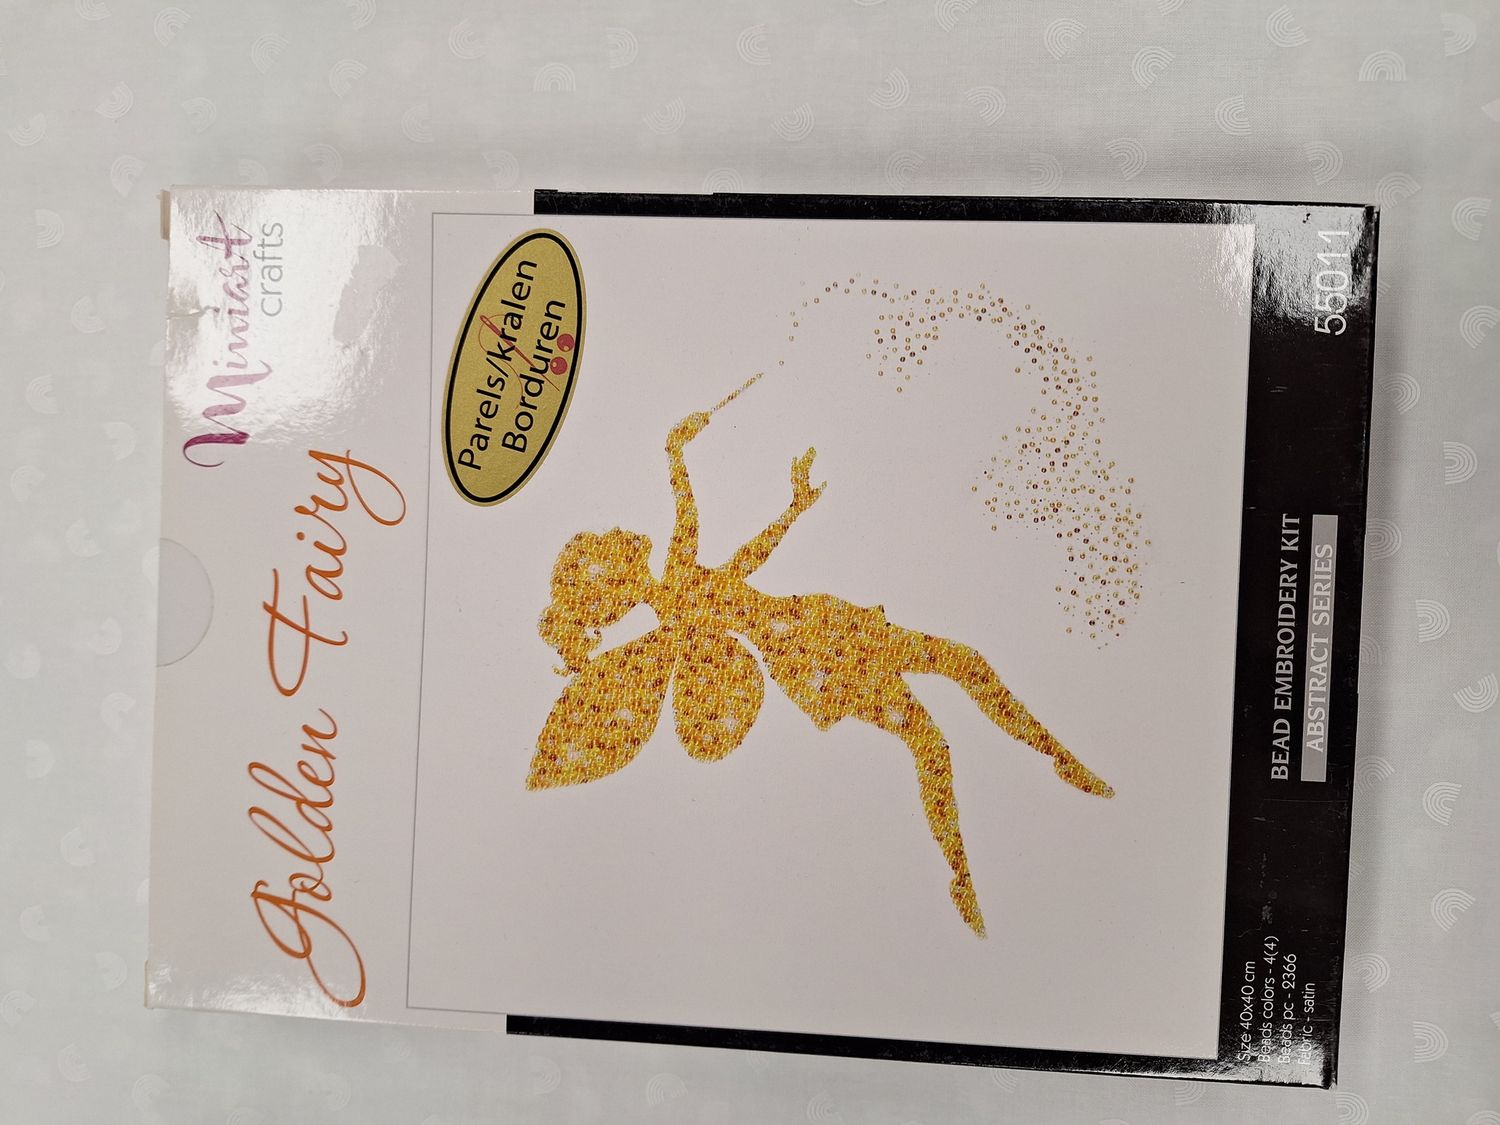 Miniart
crafts
Golden Fairy
Parels/kralen
Borduren
Size 40x40 cm
Beads colors - 4(4)
Beads pc - 2366
Fabric - satin
BEAD EMBROIDERY KIT
ABSTRACT SERIES
55011